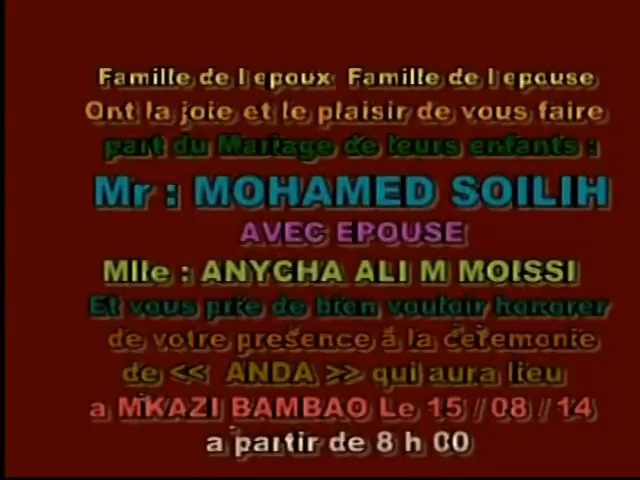 Famille de l epoux Famille de l epouse
Ont la joie et le plaisir de vous faire
part du Mariage de leurs enfants :
Mr : MOHAMED SOILIH
AVEC EPOUSE
Mlle : ANYCHA ALI M MOISSI
Et vous prie de bien vouloir honorer
de votre presence à la ceremonie
de << ANDA >> qui aura lieu
a MKAZI BAMBAO Le 15 / 08 / 14
a partir de 8 h 00